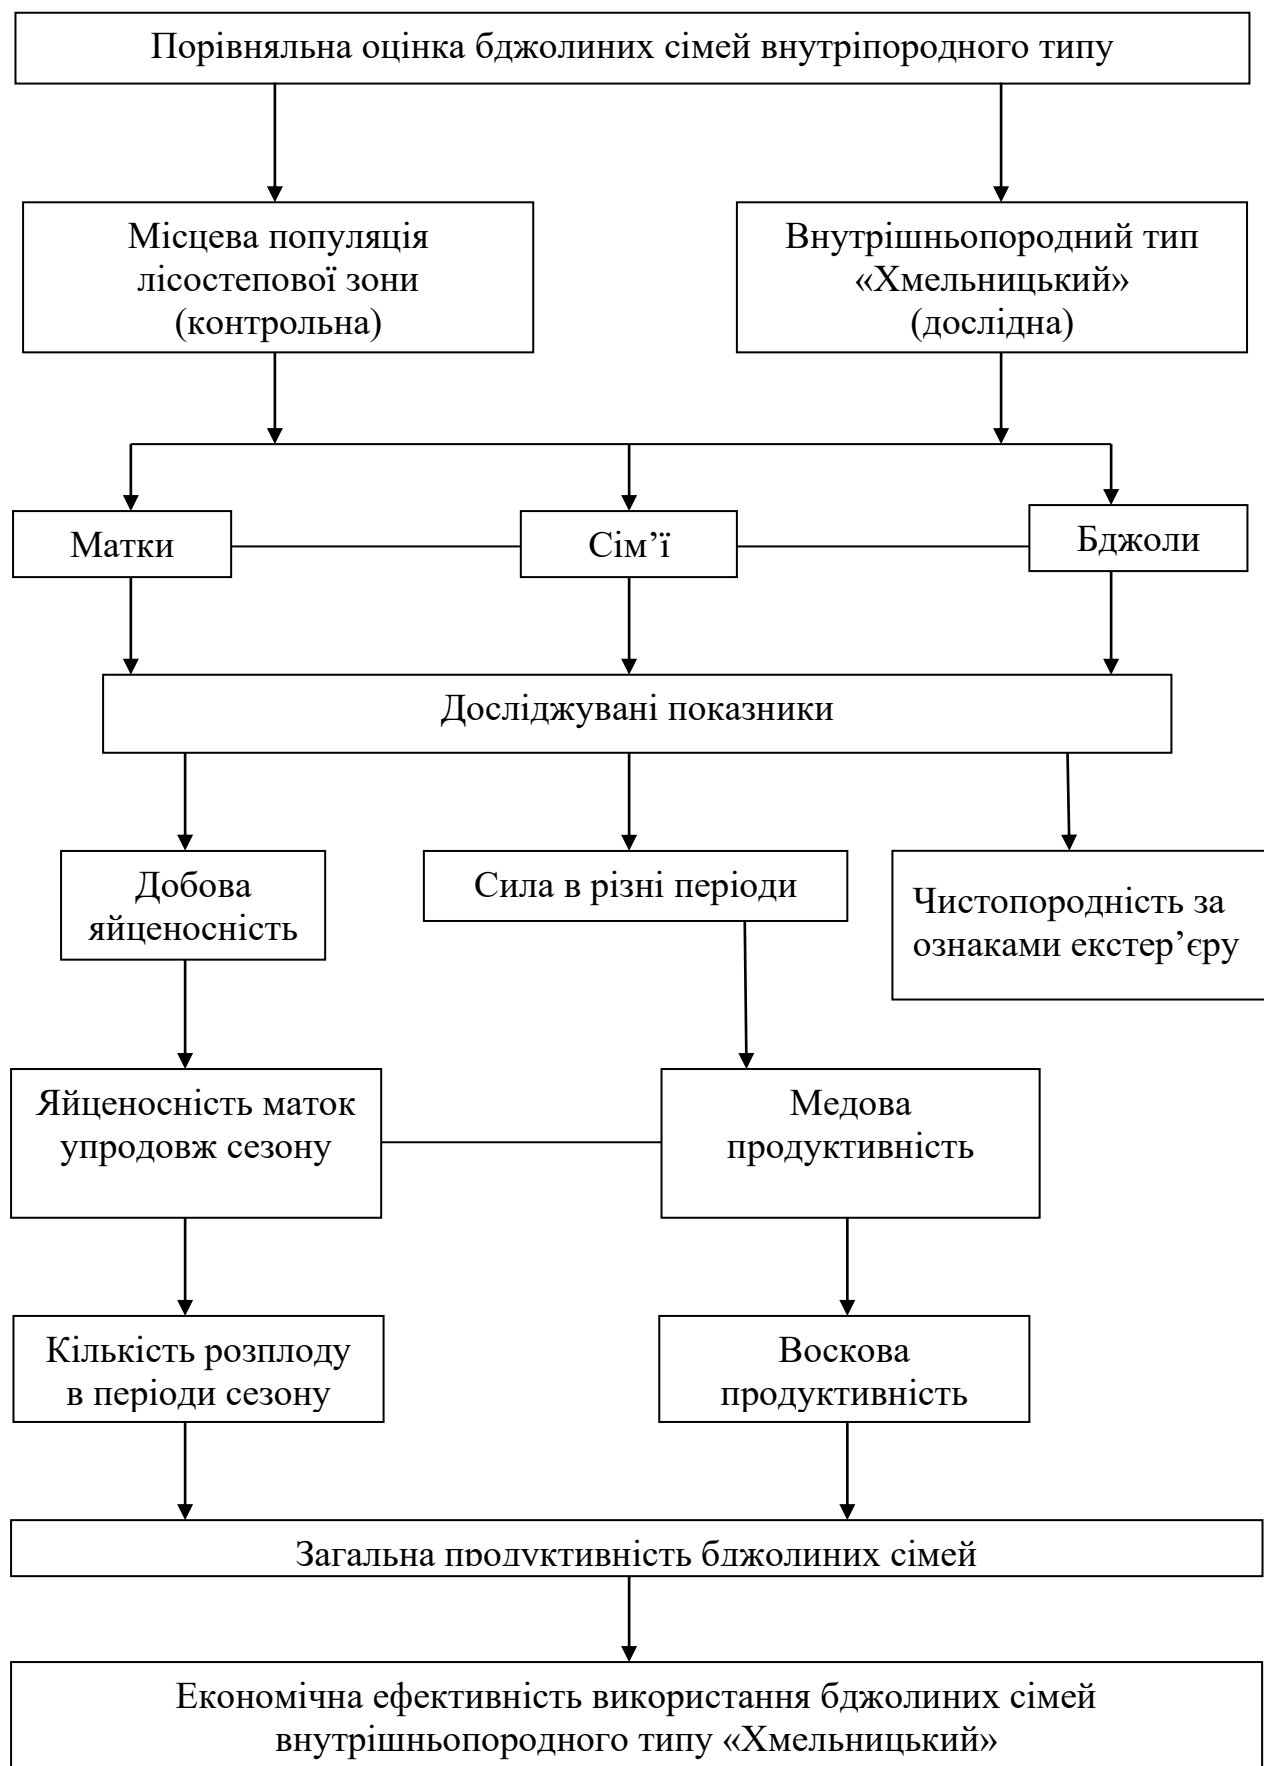 Порівняльна оцінка бджолиних сімей внутріпородного типу
Місцева популяція
лісостепової зони
(контрольна)
Внутрішньопородний тип
«Хмельницький»
(дослідна)
Матки
Сім’ї
Бджоли
Досліджувані показники
Добова
яйценосність
Сила в різні періоди
Чистопородність за
ознаками екстер’єру
Яйценосність маток
упродовж сезону
Медова
продуктивність
Кількість розплоду
в періоди сезону
Воскова
продуктивність
Загальна продуктивність бджолиних сімей
Економічна ефективність використання бджолиних сімей
внутрішньопородного типу «Хмельницький»